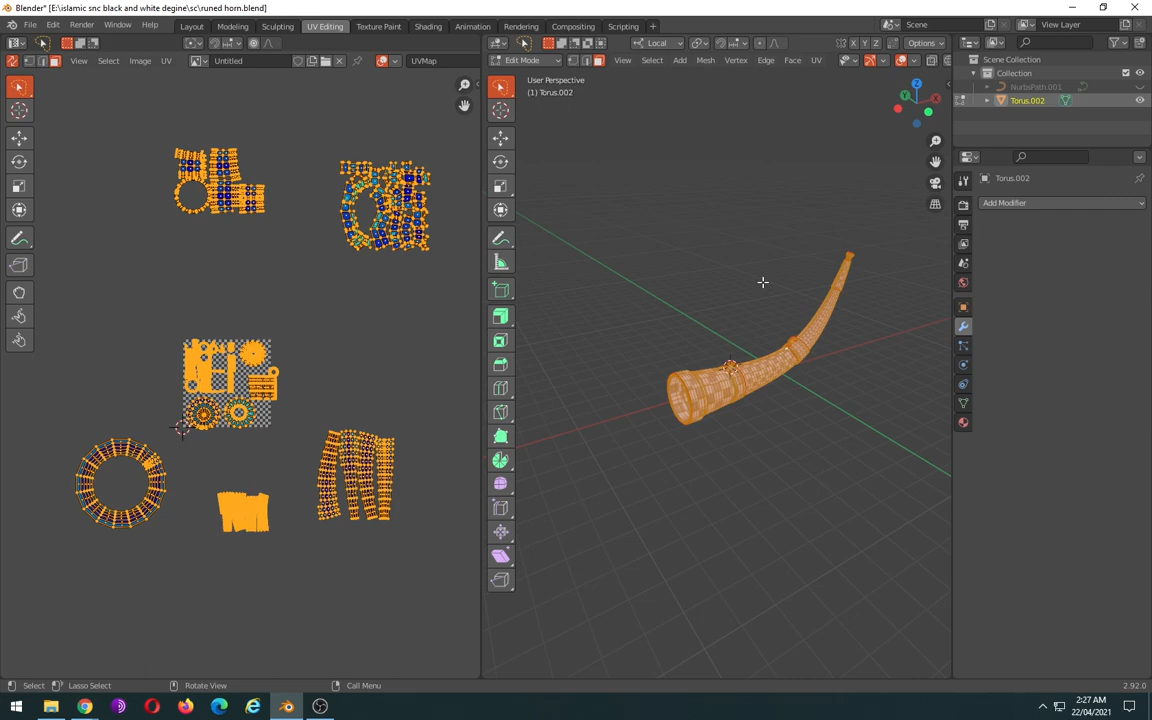 Blender* [E:\islamic snc black and white degine\sc\runed horn.blend]
File Edit Render Window Help Layout Modeling Sculpting UV Editing Texture Paint Shading Animation Rendering Compositing Scripting + Scene View Layer
Untitled
Local
Options
View Select Image UV
UVMap
Edit Mode
View Select Add Mesh Vertex Edge Face UV
User Perspective
(1) Torus.002
Z
X
Y
Scene Collection
Collection
NurbsPath.001
Torus.002
Torus.002
Add Modifier
Select Lasso Select Rotate View Call Menu 2.92.0
2:27 AM
22/04/2021